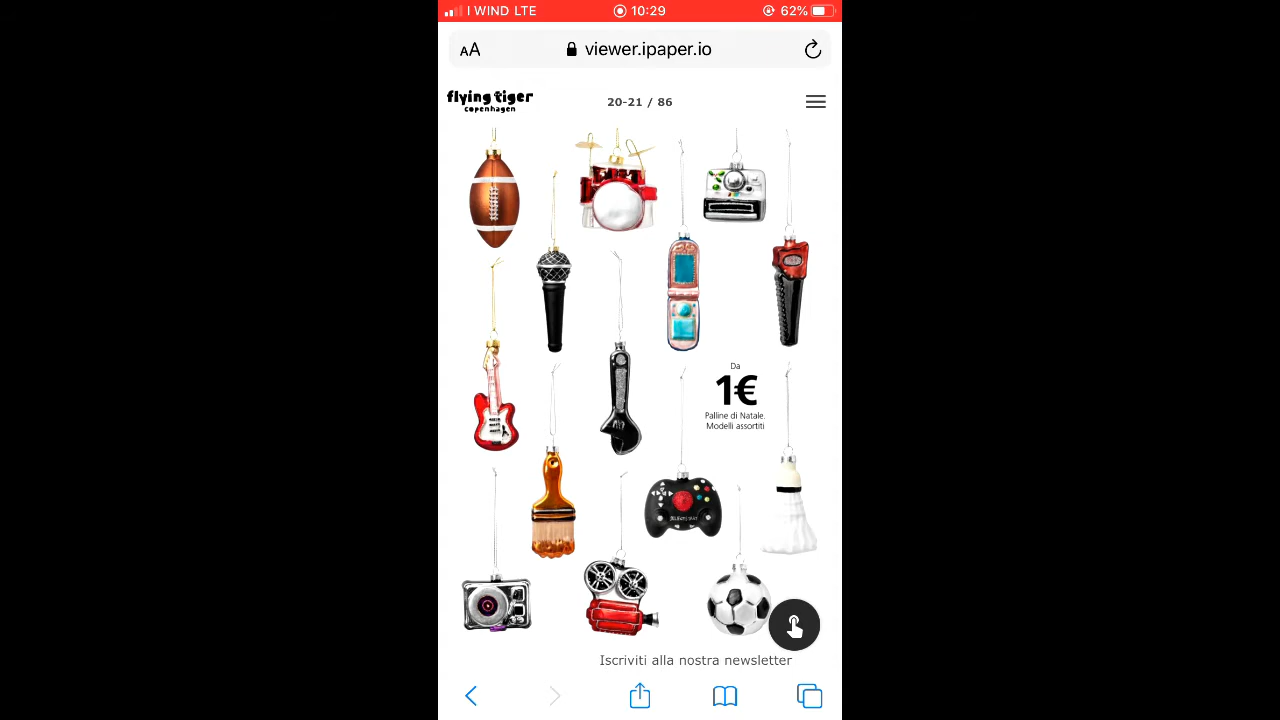 I WIND LTE
10:29
62%
AA
viewer.ipaper.io
flying tiger
copenhagen
20-21 / 86
Da
1€
Palline di Natale.
Modelli assortiti
Iscriviti alla nostra newsletter